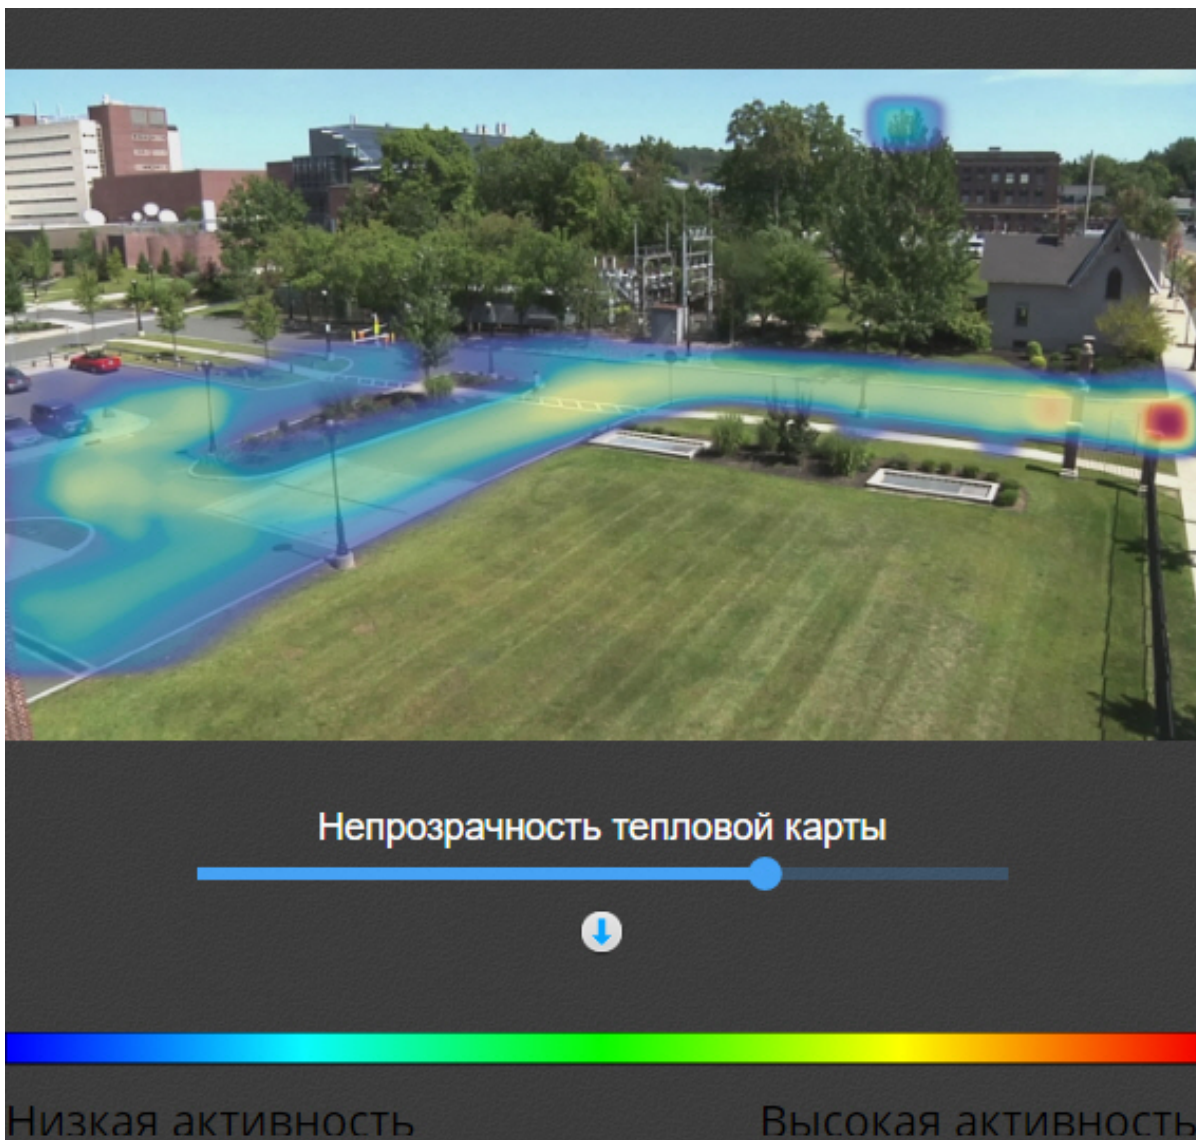 Непрозрачность тепловой карты
Низкая активность
Высокая активность